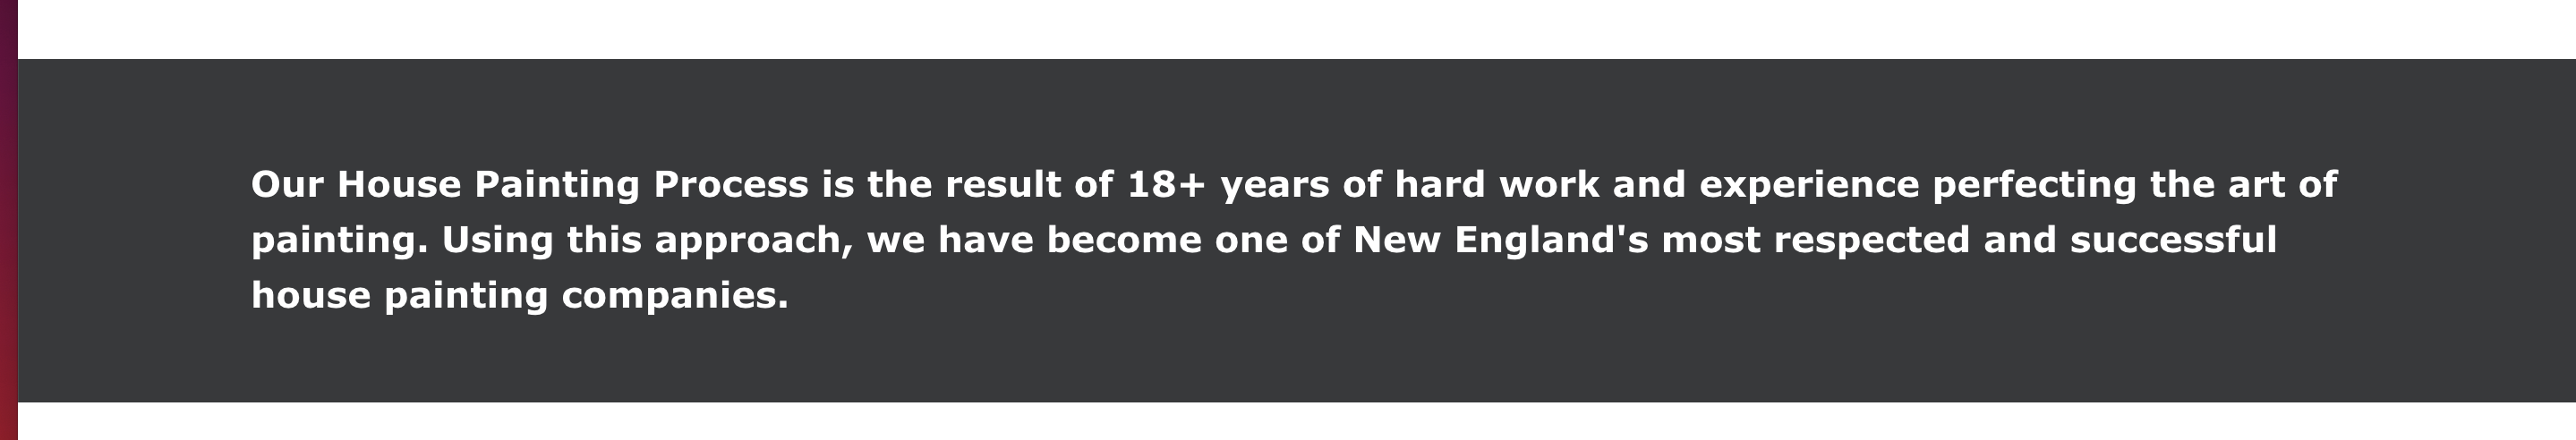 Our House Painting Process is the result of 18+ years of hard work and experience perfecting the art of
painting. Using this approach, we have become one of New England's most respected and successful
house painting companies.